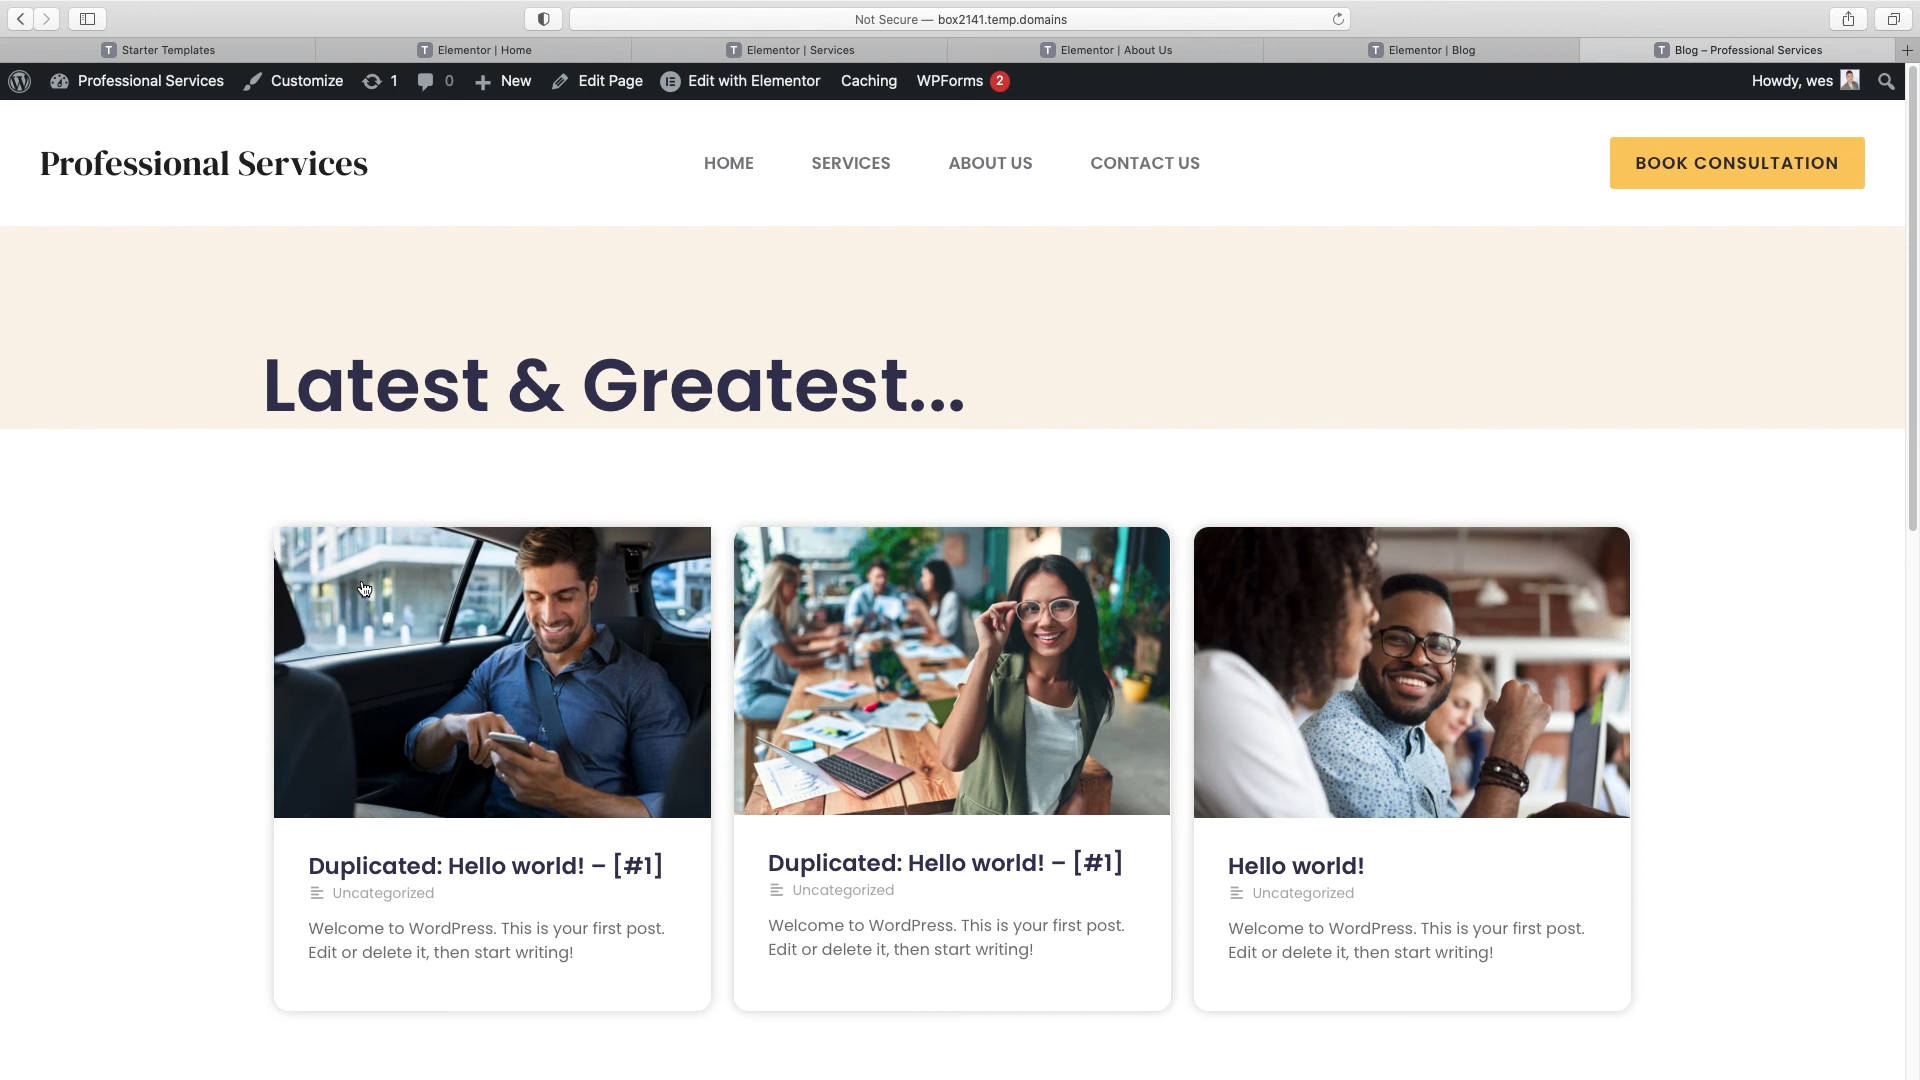 Not Secure — box2141.temp.domains
Starter Templates
Elementor | Home
Elementor | Services
Elementor | About Us
Elementor | Blog
Blog – Professional Services
Professional Services
Customize
1
0
New
Edit Page
Edit with Elementor
Caching
WPForms 2
Howdy, wes
Professional Services
HOME
SERVICES
ABOUT US
CONTACT US
BOOK CONSULTATION
Latest & Greatest...
Duplicated: Hello world! – [#1]
Uncategorized
Welcome to WordPress. This is your first post.
Edit or delete it, then start writing!
Duplicated: Hello world! – [#1]
Uncategorized
Welcome to WordPress. This is your first post.
Edit or delete it, then start writing!
Hello world!
Uncategorized
Welcome to WordPress. This is your first post.
Edit or delete it, then start writing!